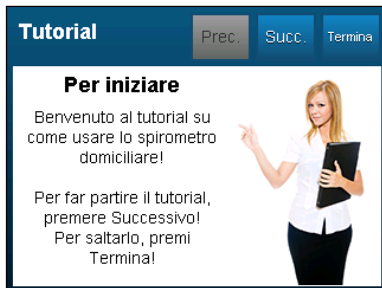 Tutorial
Prec.
Succ.
Termina
Per iniziare
Benvenuto al tutorial su
come usare lo spirometro
domiciliare!
Per far partire il tutorial,
premere Successivo!
Per saltarlo, premi
Termina!